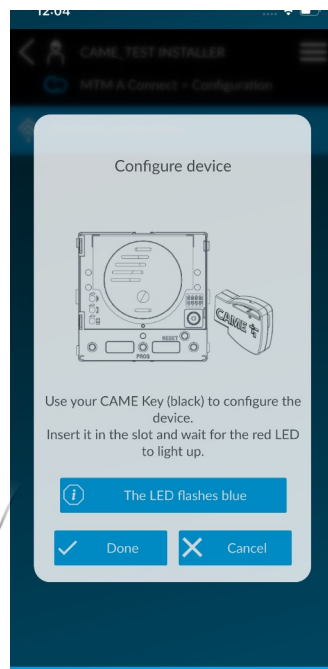 12:04
CAME_TEST INSTALLER
MTM A Connect > Configuration
Configure device
RESET
PROG
CAME
Use your CAME Key (black) to configure the
device.
Insert it in the slot and wait for the red LED
to light up.
i The LED flashes blue
Done Cancel